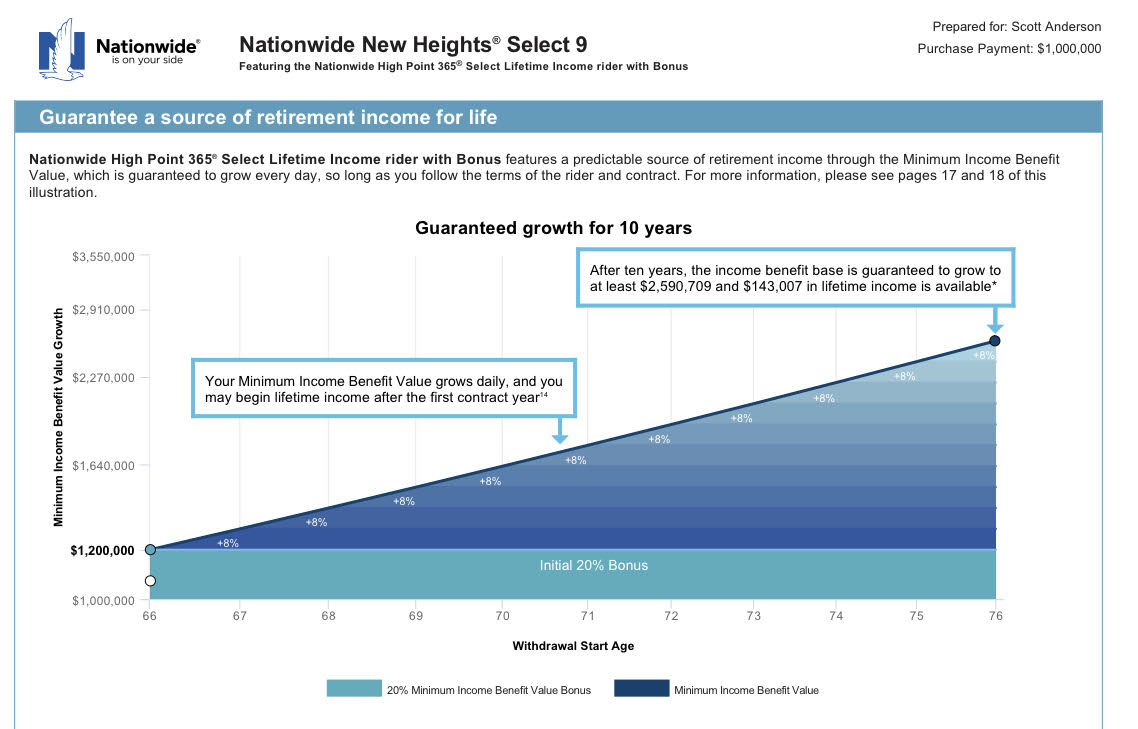 Nationwide®
is on your side
Nationwide New Heights® Select 9
Featuring the Nationwide High Point 365® Select Lifetime Income rider with Bonus
Prepared for: Scott Anderson
Purchase Payment: $1,000,000
Guarantee a source of retirement income for life
Nationwide High Point 365® Select Lifetime Income rider with Bonus features a predictable source of retirement income through the Minimum Income Benefit
Value, which is guaranteed to grow every day, so long as you follow the terms of the rider and contract. For more information, please see pages 17 and 18 of this
illustration.
Guaranteed growth for 10 years
After ten years, the income benefit base is guaranteed to grow to
at least $2,590,709 and $143,007 in lifetime income is available*
Your Minimum Income Benefit Value grows daily, and you
may begin lifetime income after the first contract year¹⁴
Minimum Income Benefit Value Growth
$3,550,000
$2,910,000
$2,270,000
$1,640,000
$1,200,000
$1,000,000
+8%
+8%
+8%
+8%
+8%
+8%
+8%
+8%
+8%
+8%
Initial 20% Bonus
66 67 68 69 70 71 72 73 74 75 76
Withdrawal Start Age
20% Minimum Income Benefit Value Bonus
Minimum Income Benefit Value